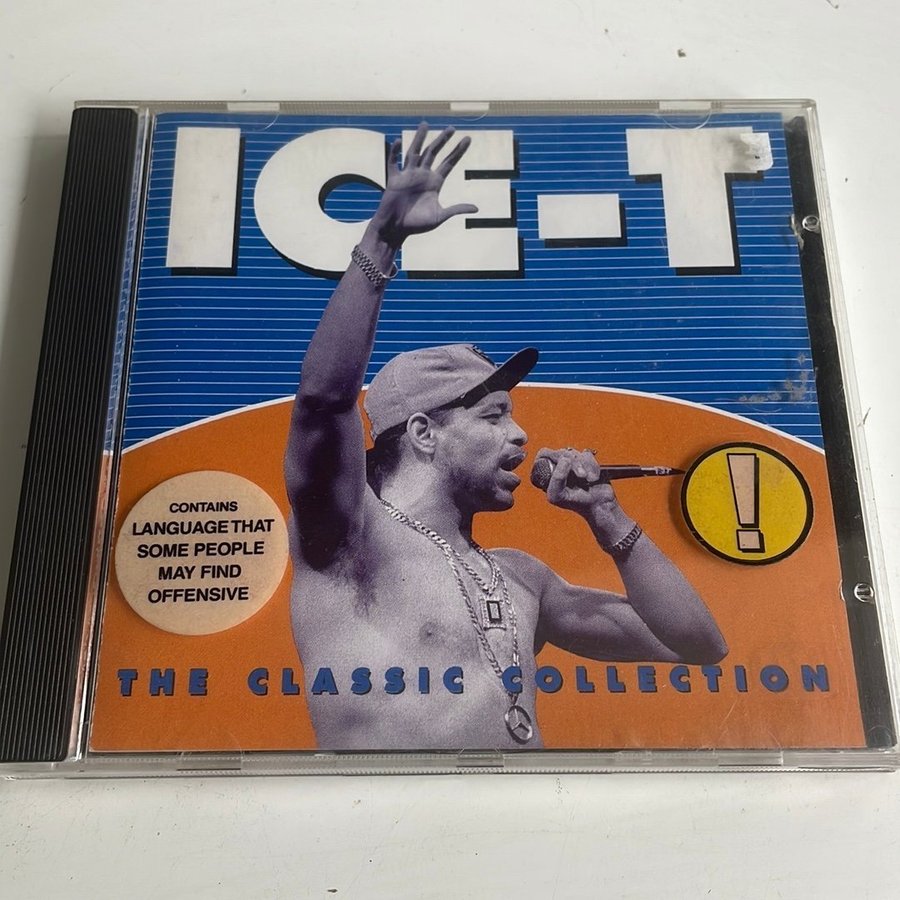 ICE-T
CONTAINS
LANGUAGE THAT
SOME PEOPLE
MAY FIND
OFFENSIVE
!
THE CLASSIC COLLECTION